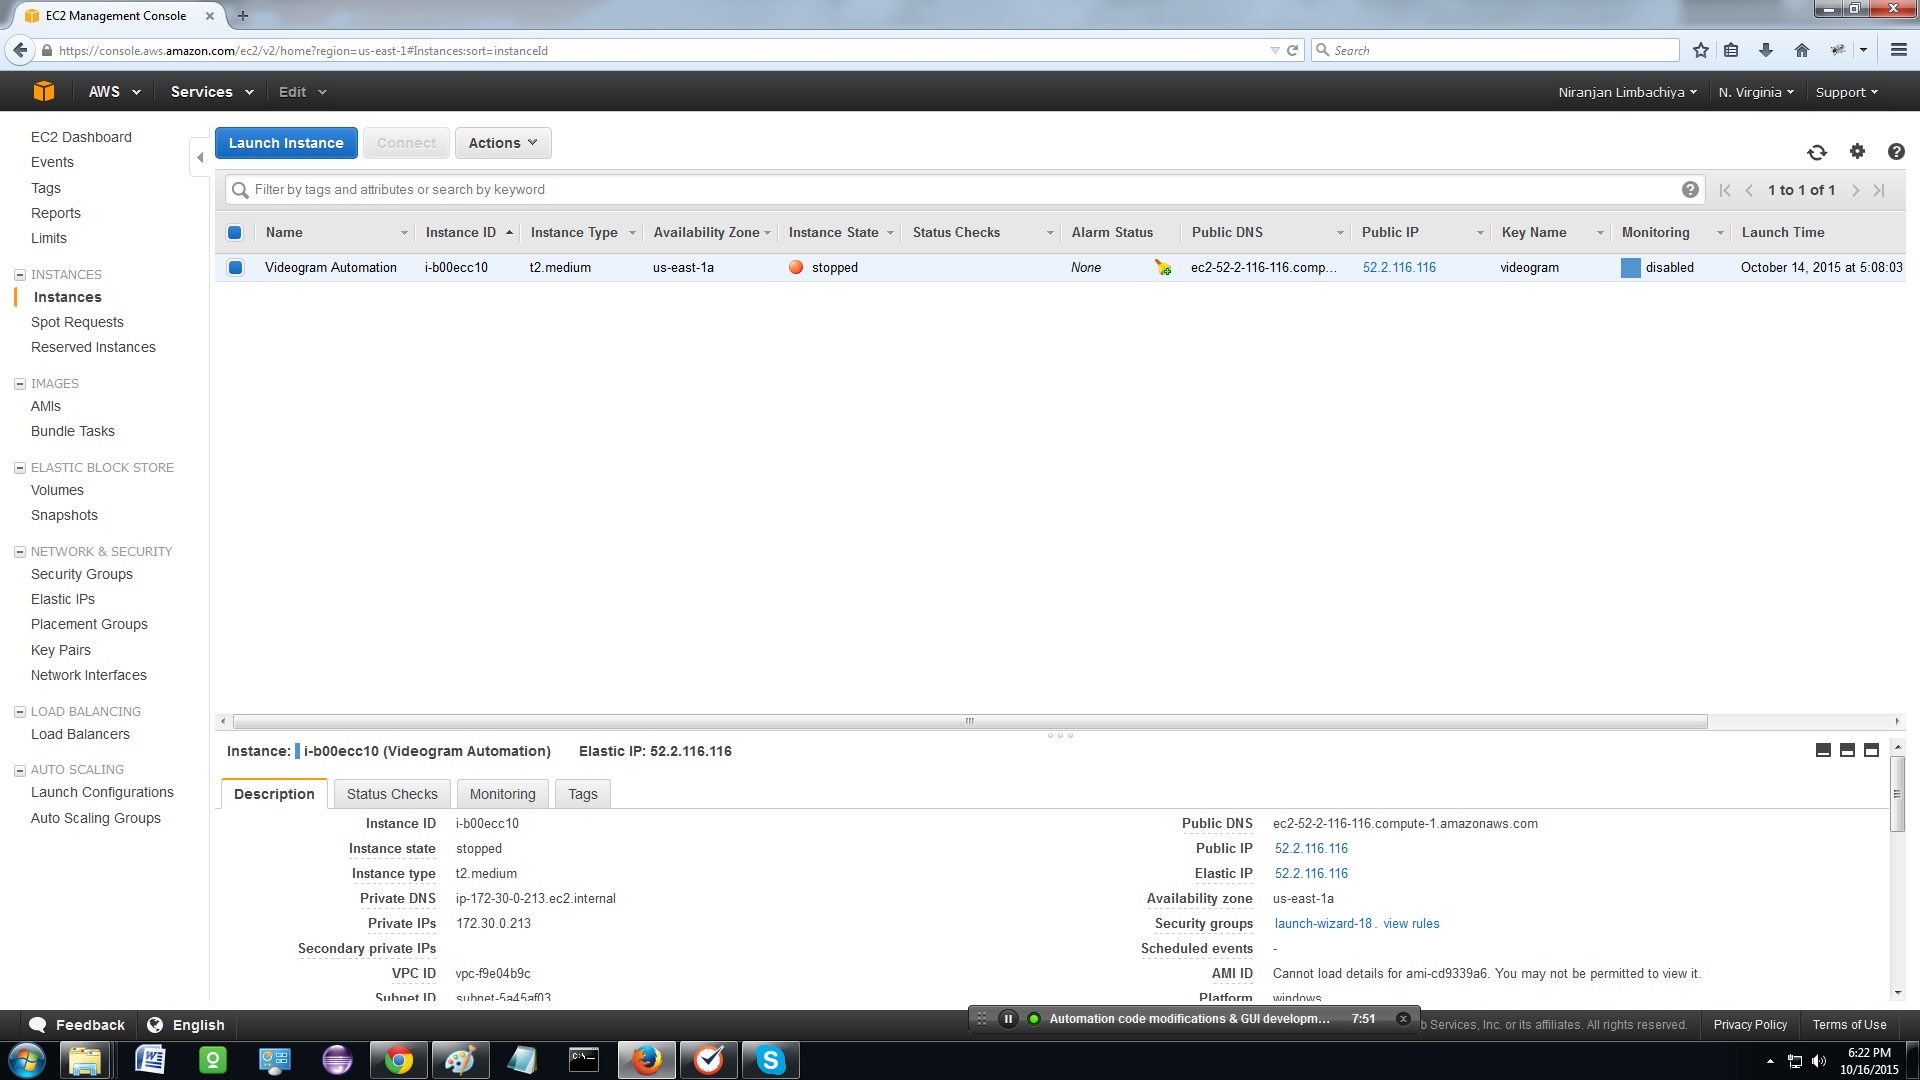 EC2 Management Console
https://console.aws.amazon.com/ec2/v2/home?region=us-east-1#Instances:sort=instanceId
Search
AWS Services Edit Niranjan Limbachiya N. Virginia Support
EC2 Dashboard
Events
Tags
Reports
Limits
INSTANCES
Instances
Spot Requests
Reserved Instances
IMAGES
AMIs
Bundle Tasks
ELASTIC BLOCK STORE
Volumes
Snapshots
NETWORK & SECURITY
Security Groups
Elastic IPs
Placement Groups
Key Pairs
Network Interfaces
LOAD BALANCING
Load Balancers
AUTO SCALING
Launch Configurations
Auto Scaling Groups
Launch Instance Connect Actions
Filter by tags and attributes or search by keyword 1 to 1 of 1
Name Instance ID Instance Type Availability Zone Instance State Status Checks Alarm Status Public DNS Public IP Key Name Monitoring Launch Time
Videogram Automation i-b00ecc10 t2.medium us-east-1a stopped None ec2-52-2-116-116.comp... 52.2.116.116 videogram disabled October 14, 2015 at 5:08:03
Instance: i-b00ecc10 (Videogram Automation) Elastic IP: 52.2.116.116
Description Status Checks Monitoring Tags
Instance ID i-b00ecc10 Public DNS ec2-52-2-116-116.compute-1.amazonaws.com
Instance state stopped Public IP 52.2.116.116
Instance type t2.medium Elastic IP 52.2.116.116
Private DNS ip-172-30-0-213.ec2.internal Availability zone us-east-1a
Private IPs 172.30.0.213 Security groups launch-wizard-18. view rules
Secondary private IPs Scheduled events -
VPC ID vpc-f9e04b9c AMI ID Cannot load details for ami-cd9339a6. You may not be permitted to view it.
Subnet ID subnet-5a45af03 Platform windows
Feedback English Automation code modifications & GUI developm... 7:51 b Services, Inc. or its affiliates. All rights reserved. Privacy Policy Terms of Use
6:22 PM
10/16/2015